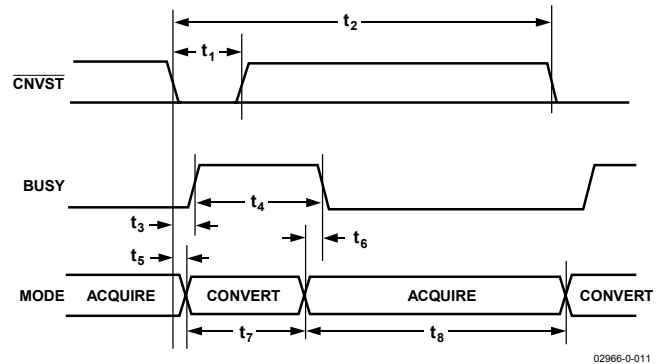 t2
t1
CNVST
BUSY
t4
t3
t6
t5
MODE ACQUIRE CONVERT ACQUIRE CONVERT
t7 t8
02966-0-011